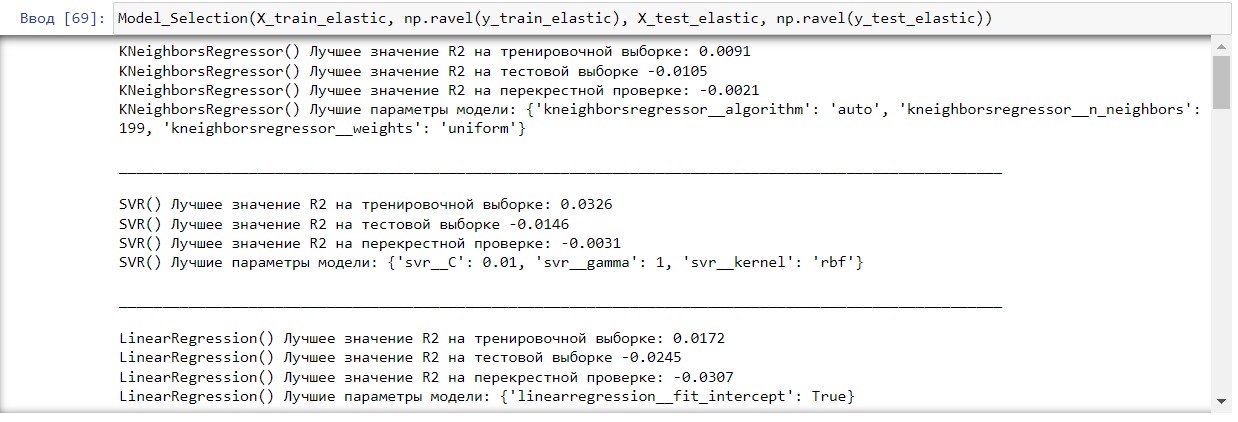 Ввод [69]: Model_Selection(X_train_elastic, np.ravel(y_train_elastic), X_test_elastic, np.ravel(y_test_elastic))
KNeighborsRegressor() Лучшее значение R2 на тренировочной выборке: 0.0091
KNeighborsRegressor() Лучшее значение R2 на тестовой выборке -0.0105
KNeighborsRegressor() Лучшее значение R2 на перекрестной проверке: -0.0021
KNeighborsRegressor() Лучшие параметры модели: {'kneighborsregressor__algorithm': 'auto', 'kneighborsregressor__n_neighbors':
199, 'kneighborsregressor__weights': 'uniform'}
SVR() Лучшее значение R2 на тренировочной выборке: 0.0326
SVR() Лучшее значение R2 на тестовой выборке -0.0146
SVR() Лучшее значение R2 на перекрестной проверке: -0.0031
SVR() Лучшие параметры модели: {'svr__C': 0.01, 'svr__gamma': 1, 'svr__kernel': 'rbf'}
LinearRegression() Лучшее значение R2 на тренировочной выборке: 0.0172
LinearRegression() Лучшее значение R2 на тестовой выборке -0.0245
LinearRegression() Лучшее значение R2 на перекрестной проверке: -0.0307
LinearRegression() Лучшие параметры модели: {'linearregression__fit_intercept': True}